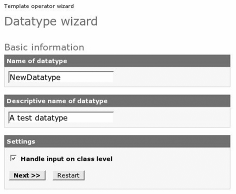 Template operator wizard
Datatype wizard
Basic information
Name of datatype
NewDatatype
Descriptive name of datatype
A test datatype
Settings
Handle input on class level
Next >> Restart